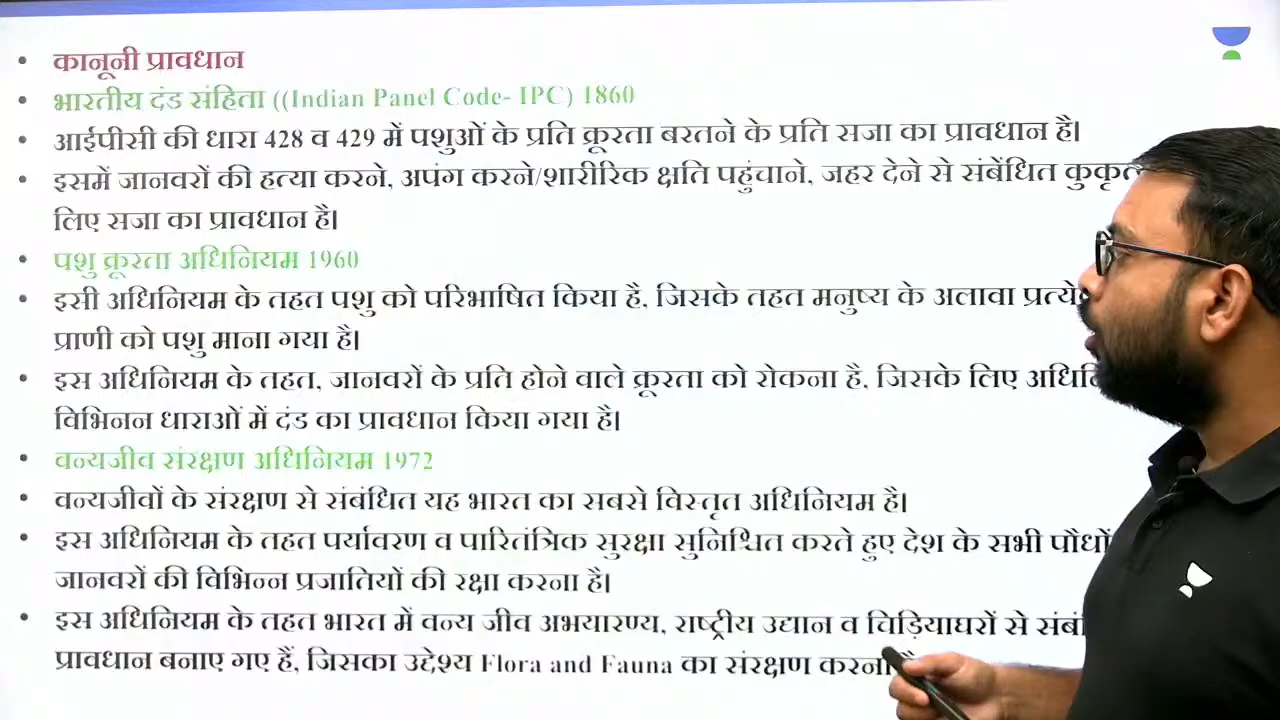 • कानूनी प्रावधान
• भारतीय दंड संहिता ((Indian Panel Code- IPC) 1860
• आईपीसी की धारा 428 व 429 में पशुओं के प्रति क्रूरता बरतने के प्रति सजा का प्रावधान है।
• इसमें जानवरों की हत्या करने, अपंग करने/शारीरिक क्षति पहुंचाने, जहर देने से संबेंधित
लिए सजा का प्रावधान है।
• पशु क्रूरता अधिनियम 1960
• इसी अधिनियम के तहत पशु को परिभाषित किया है, जिसके तहत मनुष्य के अलावा
प्राणी को पशु माना गया है।
• इस अधिनियम के तहत, जानवरों के प्रति होने वाले क्रूरता को रोकना है, जिसके लिए
विभिनन धाराओं में दंड का प्रावधान किया गया है।
• वन्यजीव संरक्षण अधिनियम 1972
• वन्यजीवों के संरक्षण से संबंधित यह भारत का सबसे विस्तृत अधिनियम है।
• इस अधिनियम के तहत पर्यावरण व पारितंत्रिक सुरक्षा सुनिश्चित करते हुए देश के सभी पौधों
जानवरों की विभिन्न प्रजातियों की रक्षा करना है।
• इस अधिनियम के तहत भारत में वन्य जीव अभयारण्य, राष्ट्रीय उद्यान व चिड़ियाघरों से
प्रावधान बनाए गए हैं, जिसका उद्देश्य Flora and Fauna का संरक्षण करना